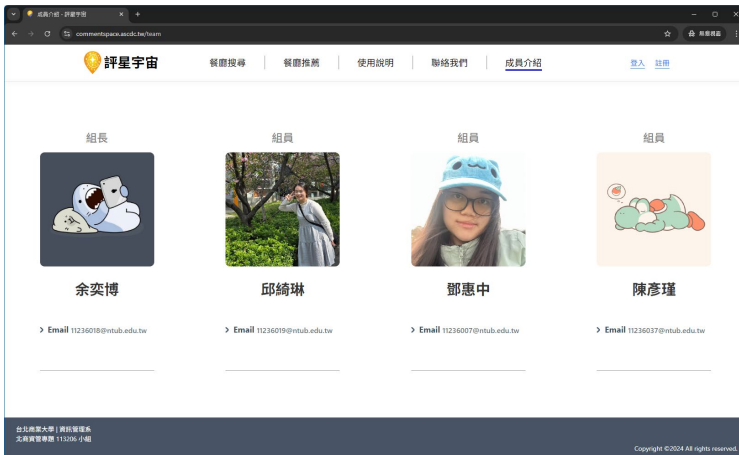 成員介紹 - 評星宇宙
commentspace.ascdc.tw/team
無痕視窗
評星宇宙
餐廳搜尋
餐廳推薦
使用說明
聯絡我們
成員介紹
登入 註冊
組長
余奕博
Email 11236018@ntub.edu.tw
組員
邱綺琳
Email 11236019@ntub.edu.tw
組員
鄧惠中
Email 11236007@ntub.edu.tw
組員
陳彥瑾
Email 11236037@ntub.edu.tw
台北商業大學 | 資訊管理系
北商資管專題 113206 小組
Copyright ©2024 All rights reserved.